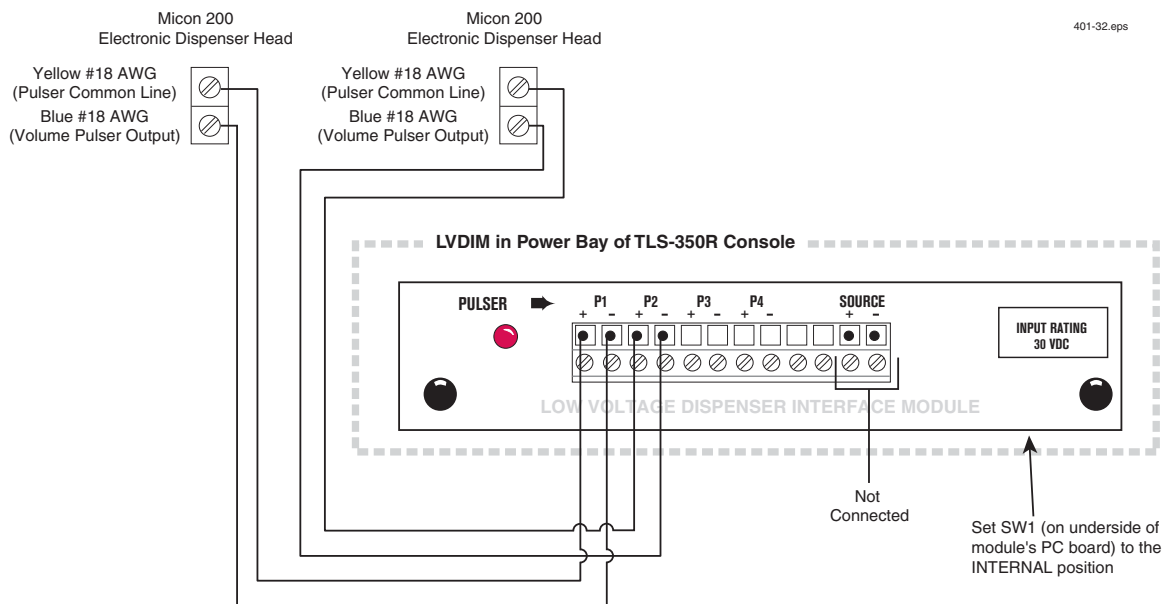 Micon 200
Electronic Dispenser Head
Micon 200
Electronic Dispenser Head
401-32.eps
Yellow #18 AWG
(Pulser Common Line)
Blue #18 AWG
(Volume Pulser Output)
Yellow #18 AWG
(Pulser Common Line)
Blue #18 AWG
(Volume Pulser Output)
LVDIM in Power Bay of TLS-350R Console
PULSER P1 P2 P3 P4 SOURCE
+ - + - + - + - + -
INPUT RATING
30 VDC
LOW VOLTAGE DISPENSER INTERFACE MODULE
Not
Connected
Set SW1 (on underside of
module's PC board) to the
INTERNAL position